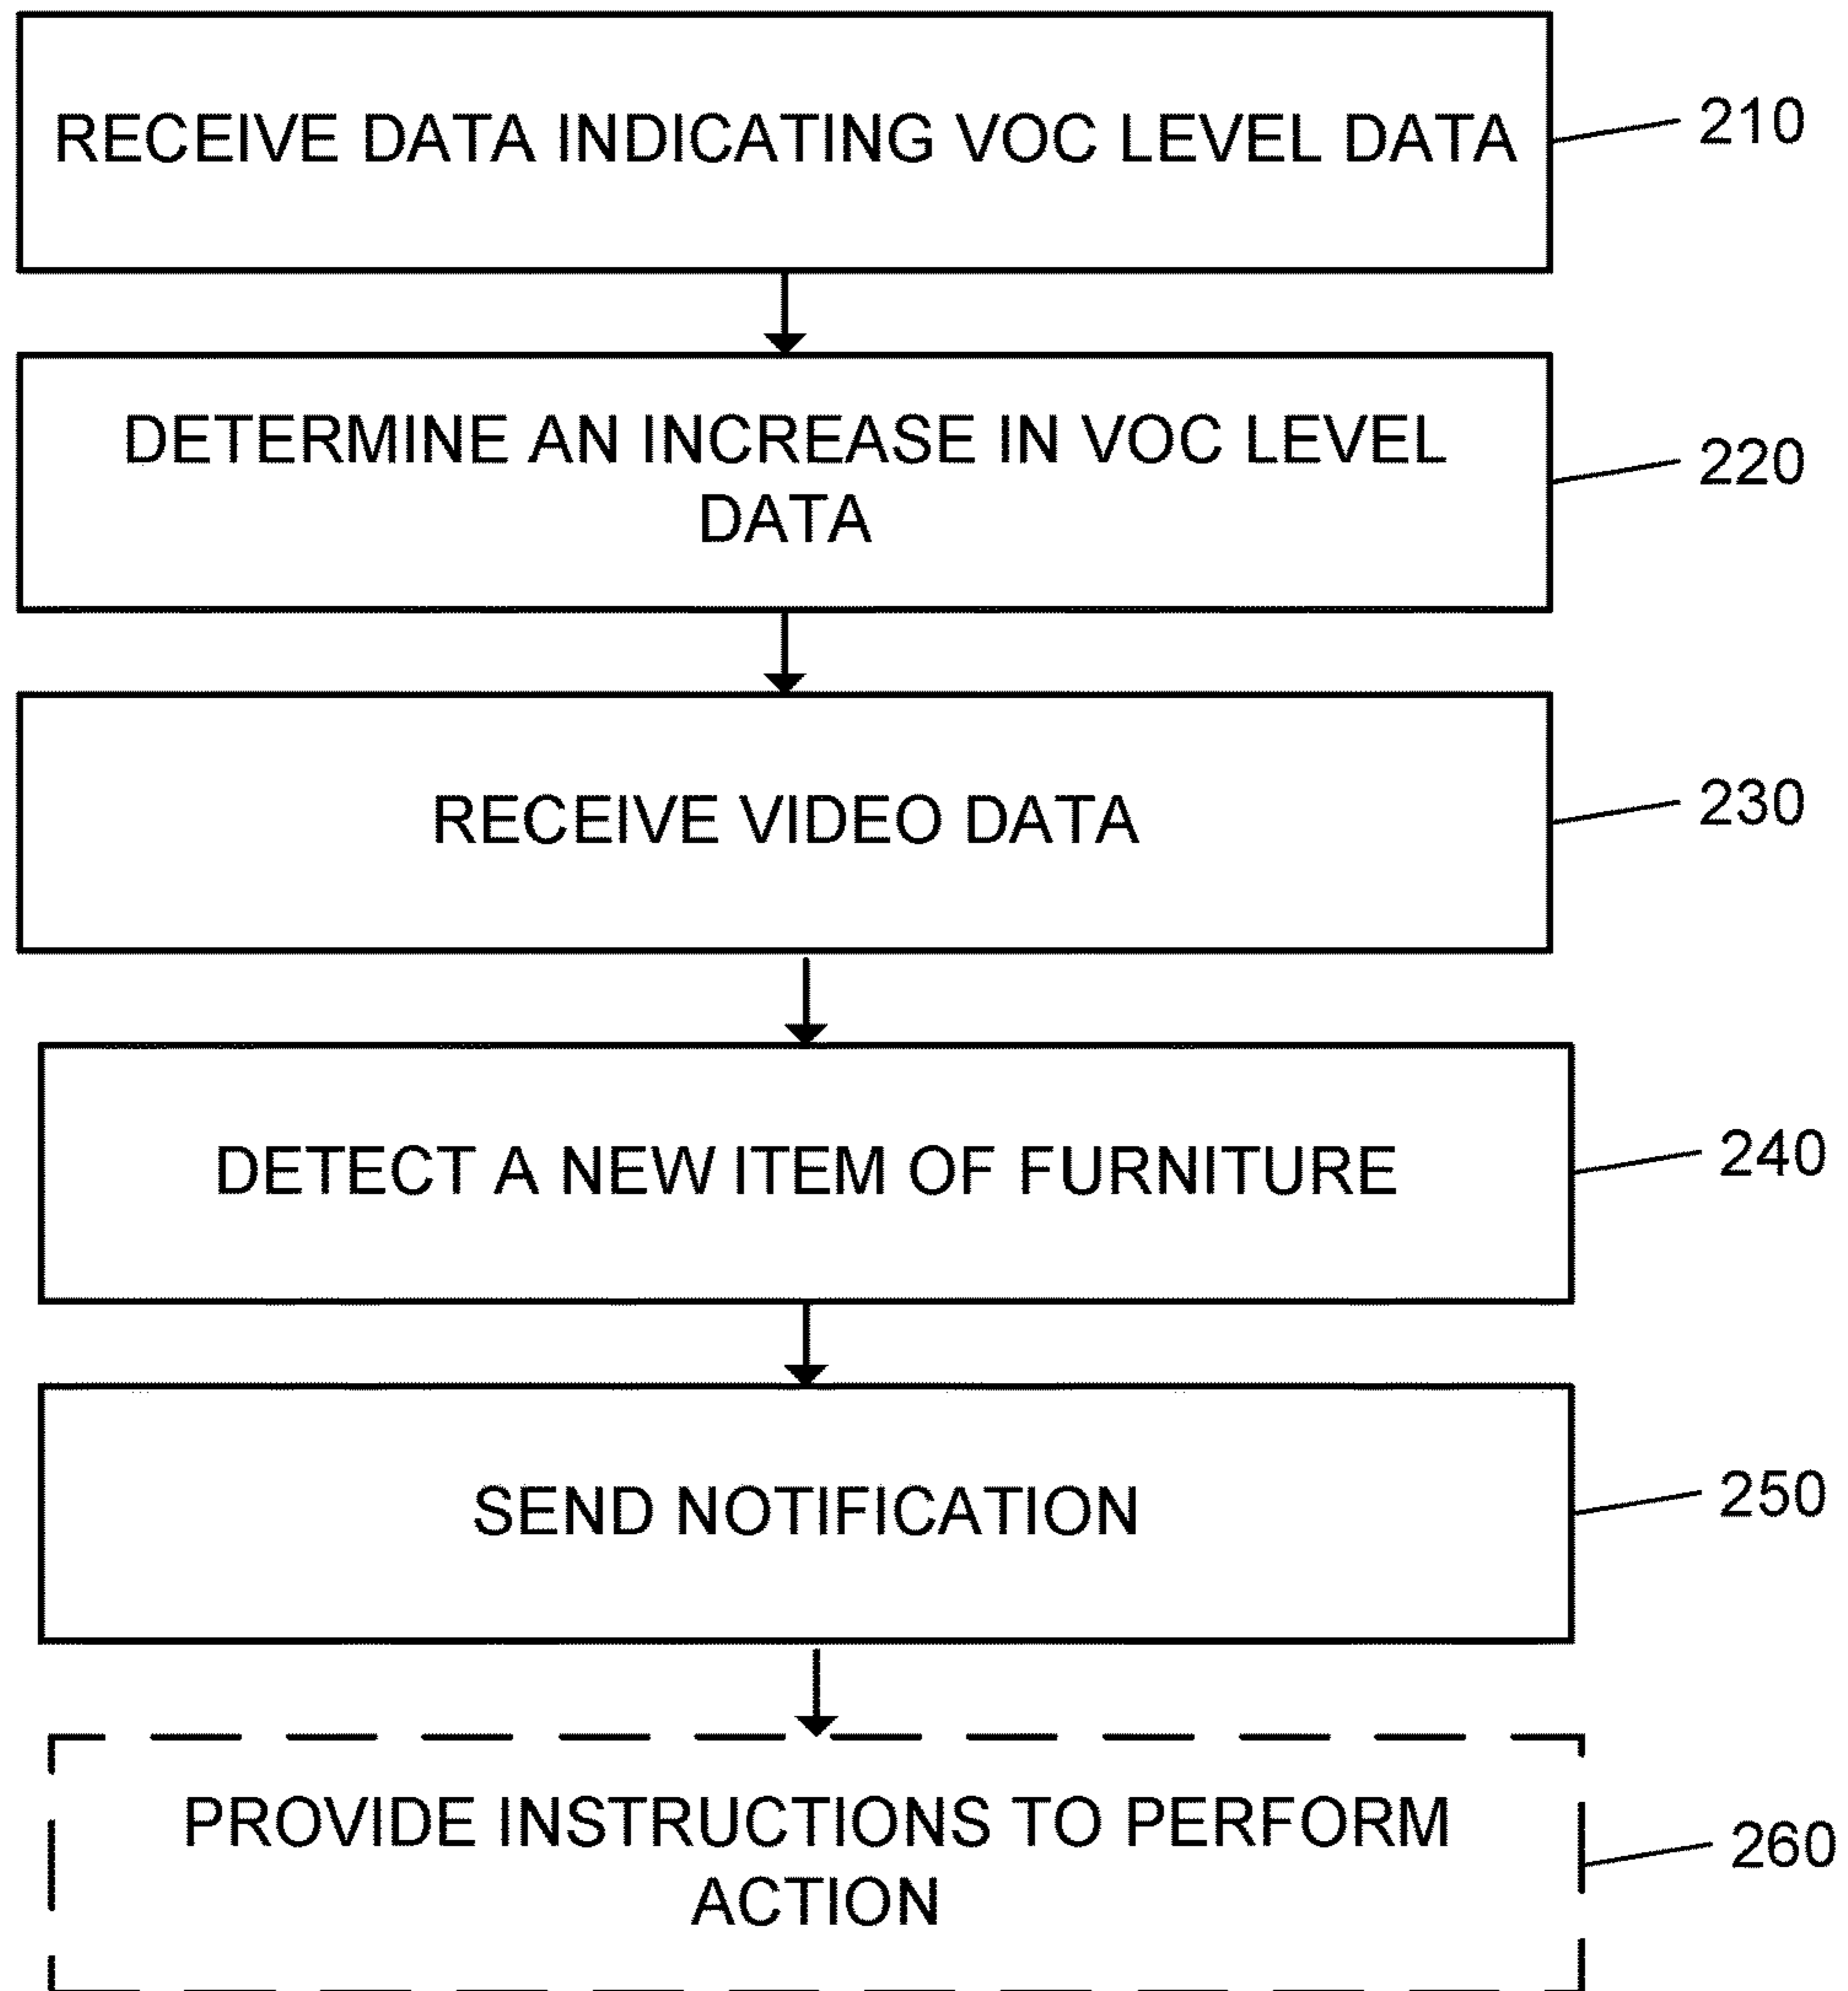 RECEIVE DATA INDICATING VOC LEVEL DATA
210
DETERMINE AN INCREASE IN VOC LEVEL
DATA
220
RECEIVE VIDEO DATA
230
DETECT A NEW ITEM OF FURNITURE
240
SEND NOTIFICATION
250
PROVIDE INSTRUCTIONS TO PERFORM
ACTION
260